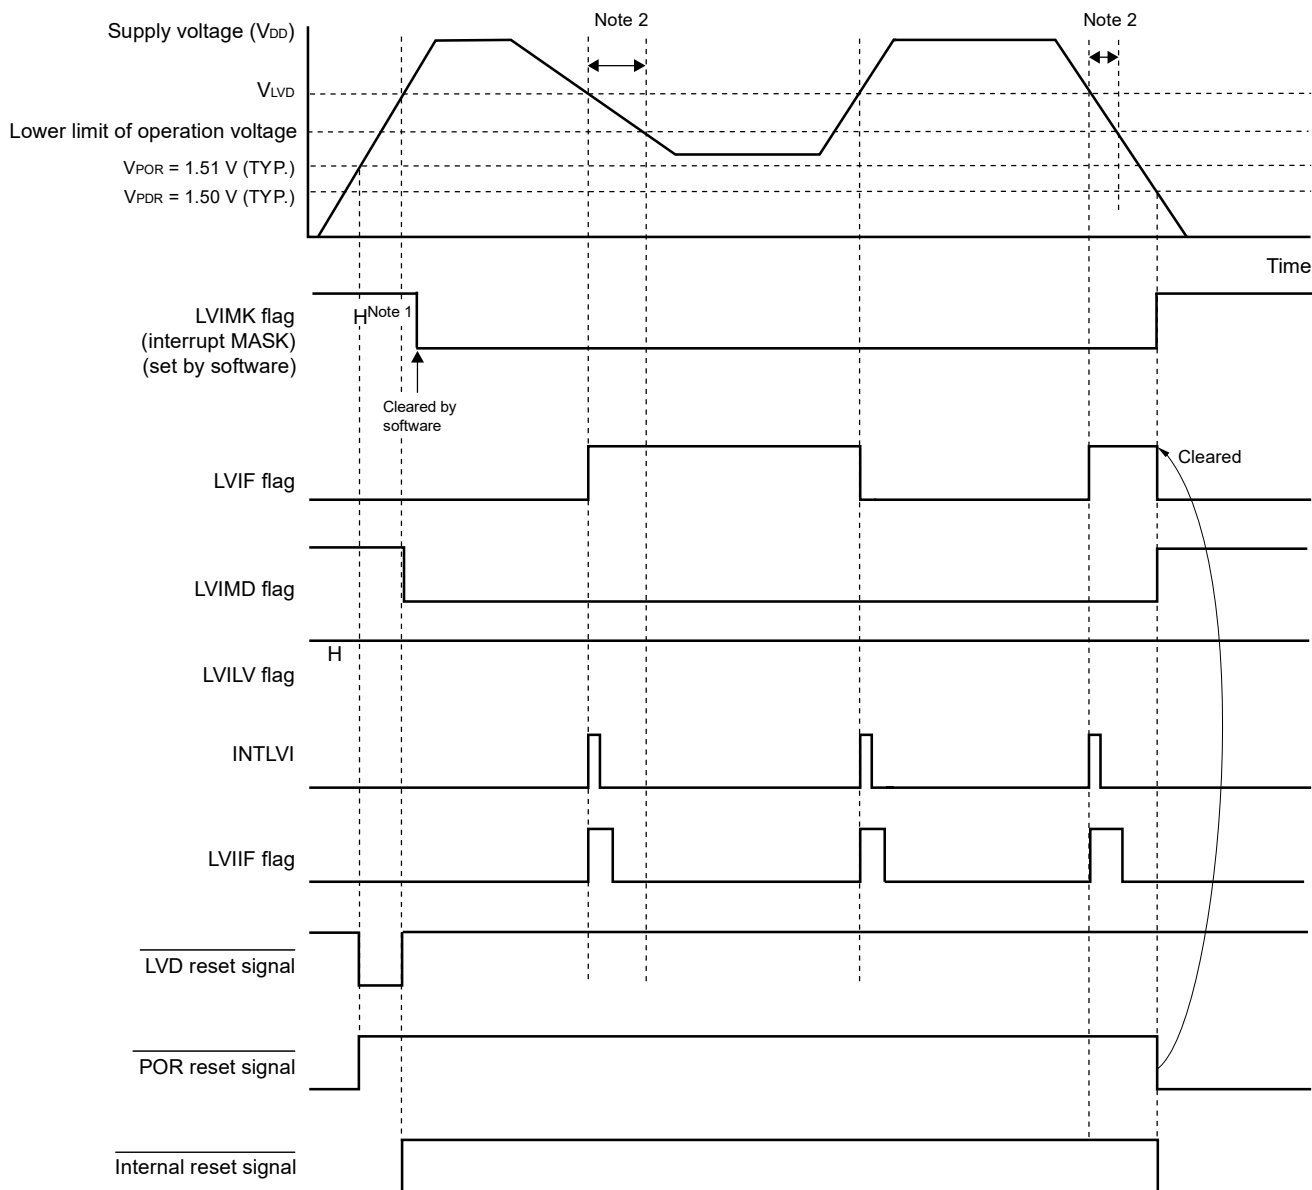 Note 2
Note 2
Supply voltage (VDD)
VLVD
Lower limit of operation voltage
VPOR = 1.51 V (TYP.)
VPDR = 1.50 V (TYP.)
Time
LVIMK flag
(interrupt MASK)
(set by software)
H Note 1
Cleared by
software
LVIF flag
Cleared
LVIMD flag
H
LVILV flag
INTLVI
LVIIF flag
LVD reset signal
POR reset signal
Internal reset signal